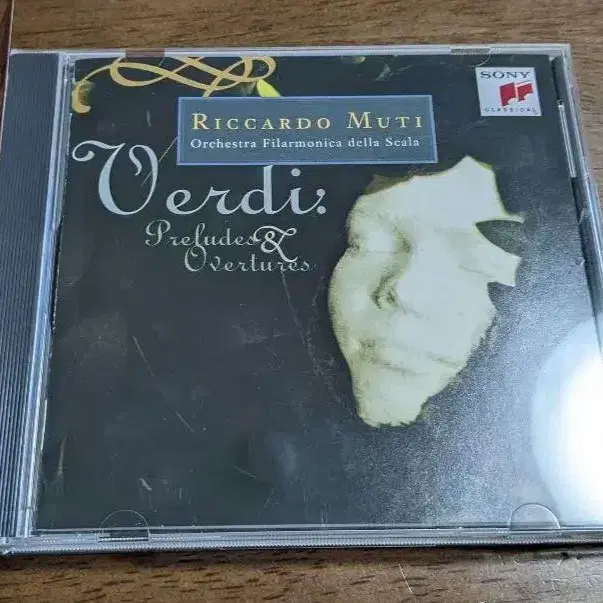 RICCARDO MUTI
Orchestra Filarmonica della Scala
SONY
CLASSICAL
Verdi:
Preludes &
Overtures